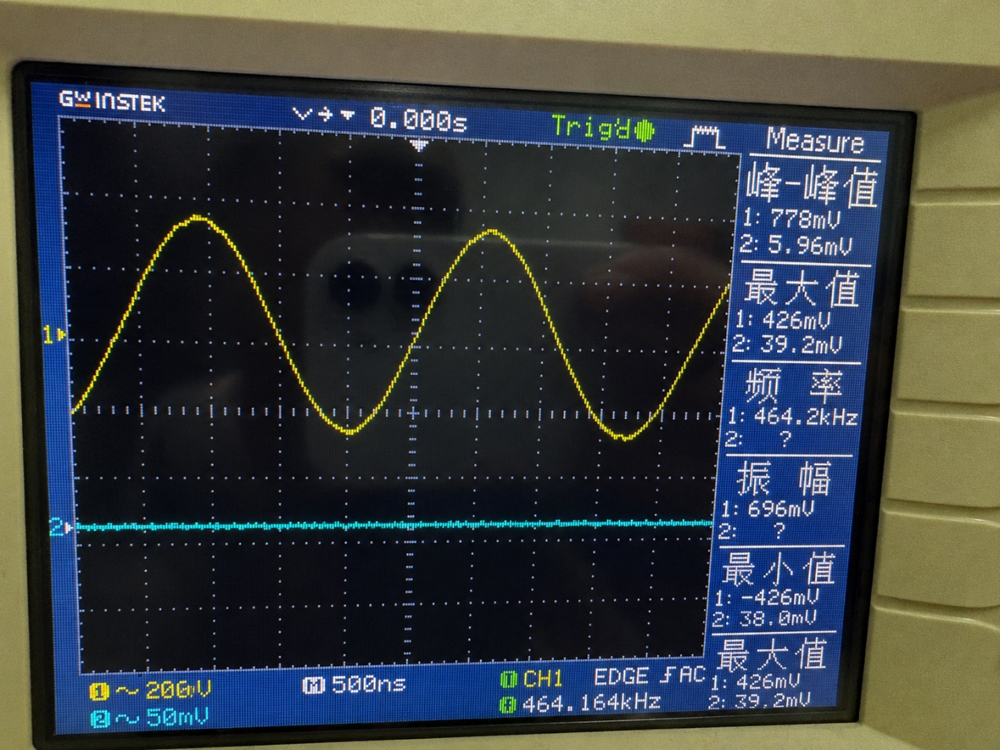 GW INSTEK
0.000s
Trig'd
Measure
峰-峰值
1: 778mV
2: 5.96mV
最大值
1: 426mV
2: 39.2mV
频 率
1: 464.2kHz
2: ?
振 幅
1: 696mV
2: ?
最小值
1: -426mV
2: 38.0mV
最大值
1: 426mV
2: 39.2mV
1
2
1 ~ 200mV
M 500ns
T CH1 EDGE AC
2 ~ 50mV
F 464.164kHz